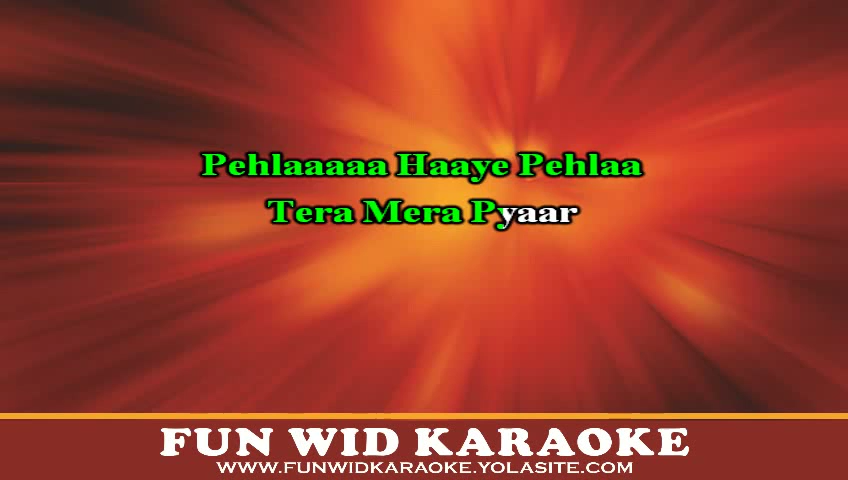 Pehlaaaaa Haaye Pehlaa
Tera Mera Pyaar
FUN WID KARAOKE
WWW.FUNWIDKARAOKE.YOLASITE.COM